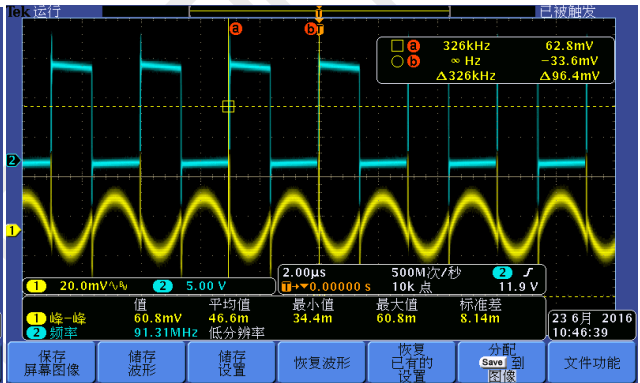 Tek 运行 T 已被触发
a b T
a 326kHz 62.8mV
b ∞ Hz −33.6mV
Δ326kHz Δ96.4mV
2
1
1 20.0mV 2 5.00 V
2.00μs 500M次/秒 2
T→▼0.00000 s 10k 点 11.9 V
值 平均值 最小值 最大值 标准差
1 峰-峰 60.8mV 46.6m 34.4m 60.8m 8.14m
2 频率 91.31MHz 低分辨率
23 6月 2016
10:46:39
保存
屏幕图像
储存
波形
储存
设置
恢复波形
恢复
已有的
设置
分配
Save 到
图像
文件功能